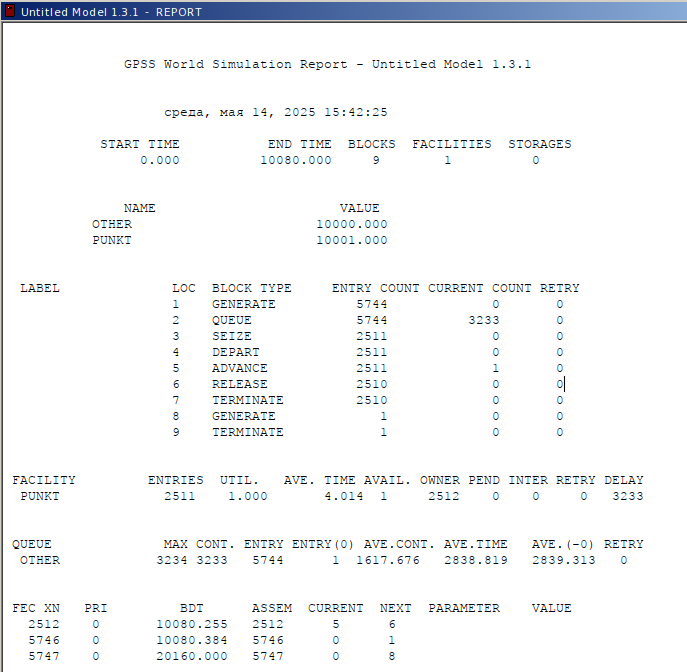 Untitled Model 1.3.1 - REPORT
GPSS World Simulation Report - Untitled Model 1.3.1
среда, мая 14, 2025 15:42:25
START TIME END TIME BLOCKS FACILITIES STORAGES
0.000 10080.000 9 1 0
NAME VALUE
OTHER 10000.000
PUNKT 10001.000
LABEL LOC BLOCK TYPE ENTRY COUNT CURRENT COUNT RETRY
1 GENERATE 5744 0 0
2 QUEUE 5744 3233 0
3 SEIZE 2511 0 0
4 DEPART 2511 0 0
5 ADVANCE 2511 1 0
6 RELEASE 2510 0 0
7 TERMINATE 2510 0 0
8 GENERATE 1 0 0
9 TERMINATE 1 0 0
FACILITY ENTRIES UTIL. AVE. TIME AVAIL. OWNER PEND INTER RETRY DELAY
PUNKT 2511 1.000 4.014 1 2512 0 0 0 3233
QUEUE MAX CONT. ENTRY ENTRY(0) AVE.CONT. AVE.TIME AVE.(-0) RETRY
OTHER 3234 3233 5744 1 1617.676 2838.819 2839.313 0
FEC XN PRI BDT ASSEM CURRENT NEXT PARAMETER VALUE
2512 0 10080.255 2512 5 6
5746 0 10080.384 5746 0 1
5747 0 20160.000 5747 0 8